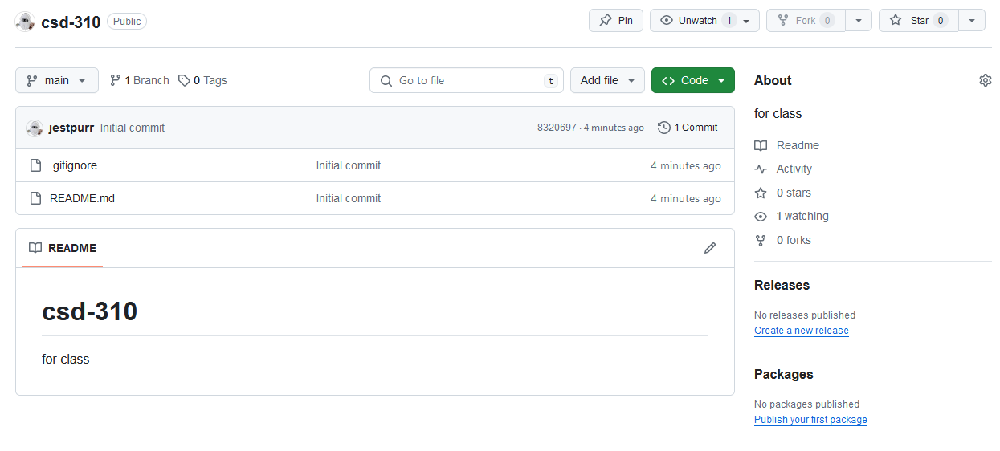 csd-310 Public Pin Unwatch 1 Fork 0 Star 0
main 1 Branch 0 Tags Go to file t Add file Code
jestpurr Initial commit 8320697 · 4 minutes ago 1 Commit
.gitignore Initial commit 4 minutes ago
README.md Initial commit 4 minutes ago
README
csd-310
for class
About
for class
Readme
Activity
0 stars
1 watching
0 forks
Releases
No releases published
Create a new release
Packages
No packages published
Publish your first package